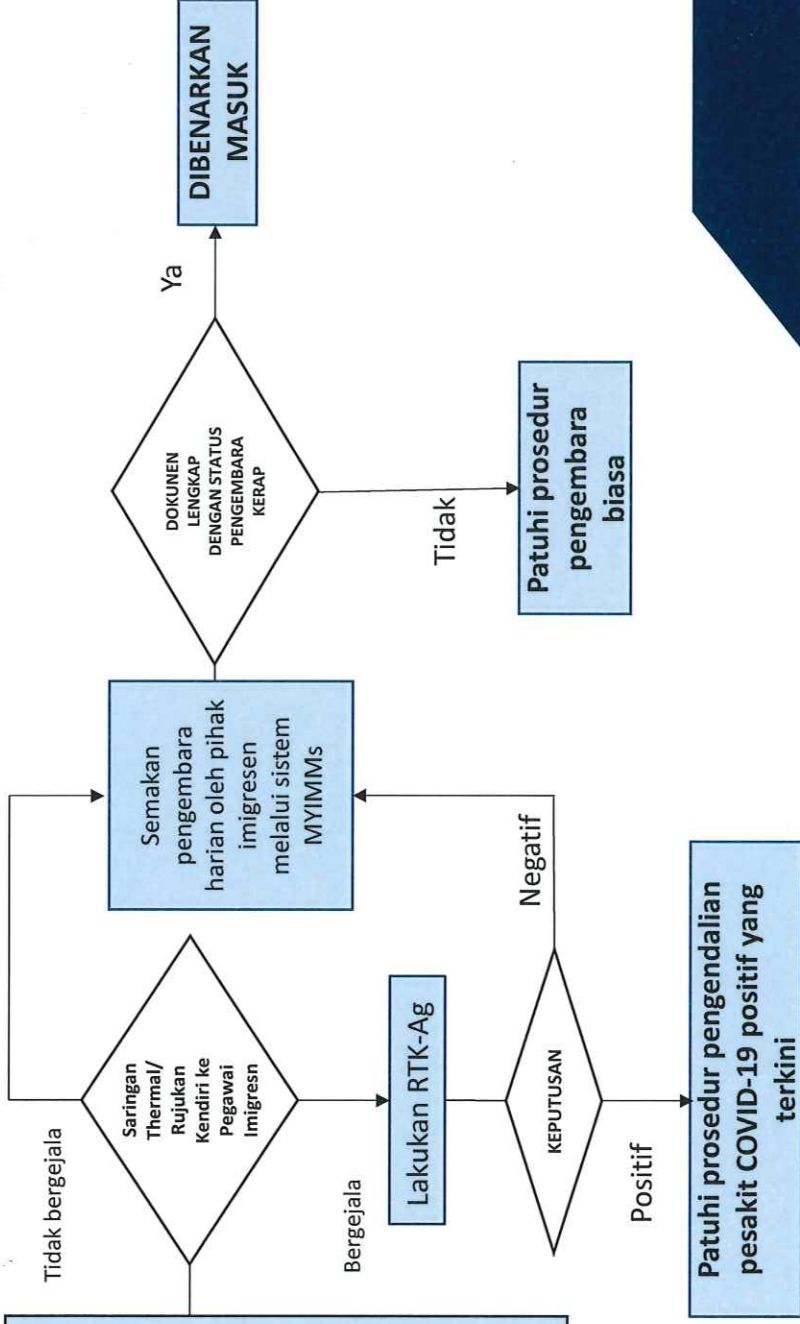 Tidak bergejala
Saringan
Thermal/
Rujukan
Kendiri ke
Pegawai
Imigresn
Bergejala
Lakukan RTK-Ag
KEPUTUSAN
Positif
Negatif
Patuhi prosedur pengendalian
pesakit COVID-19 positif yang
terkini
Semakan
pengembara
harian oleh pihak
imigresen
melalui sistem
MYIMMs
DOKUNEN
LENGKAP
DENGAN STATUS
PENGEMBARA
KERAP
Ya
DIBENARKAN
MASUK
Tidak
Patuhi prosedur
pengembara
biasa